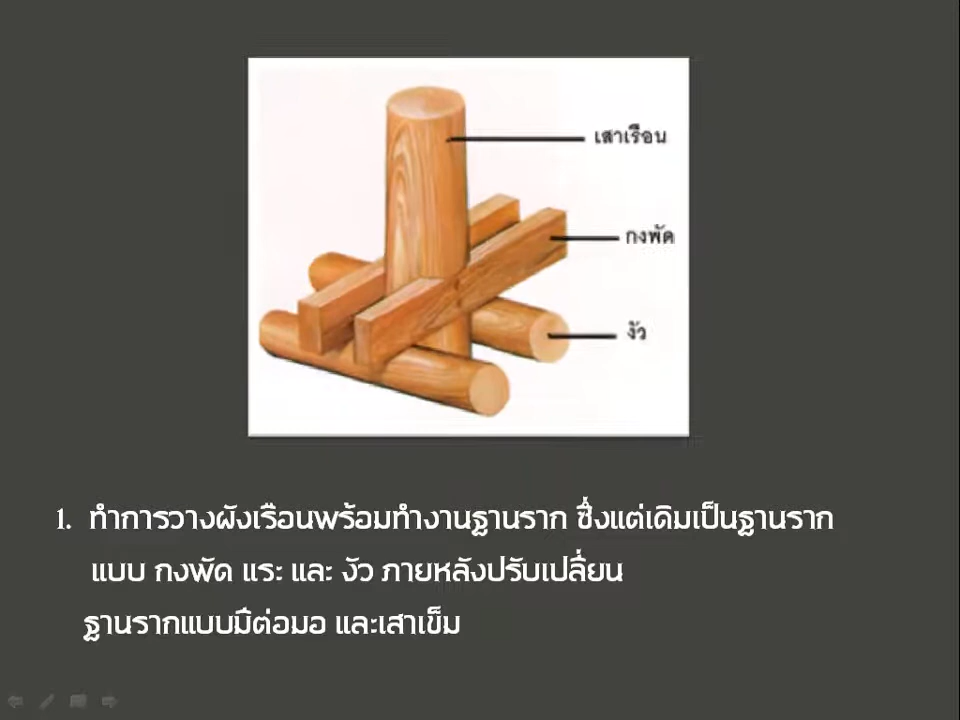 เสาเรือน
กงพัด
งัว
1. ทำการวางผังเรือนพร้อมทำงานฐานราก ซึ่งแต่เดิมเป็นฐานราก
แบบ กงพัด แระ และ งัว ภายหลังปรับเปลี่ยน
ฐานรากแบบมีต่อมอ และเสาเข็ม